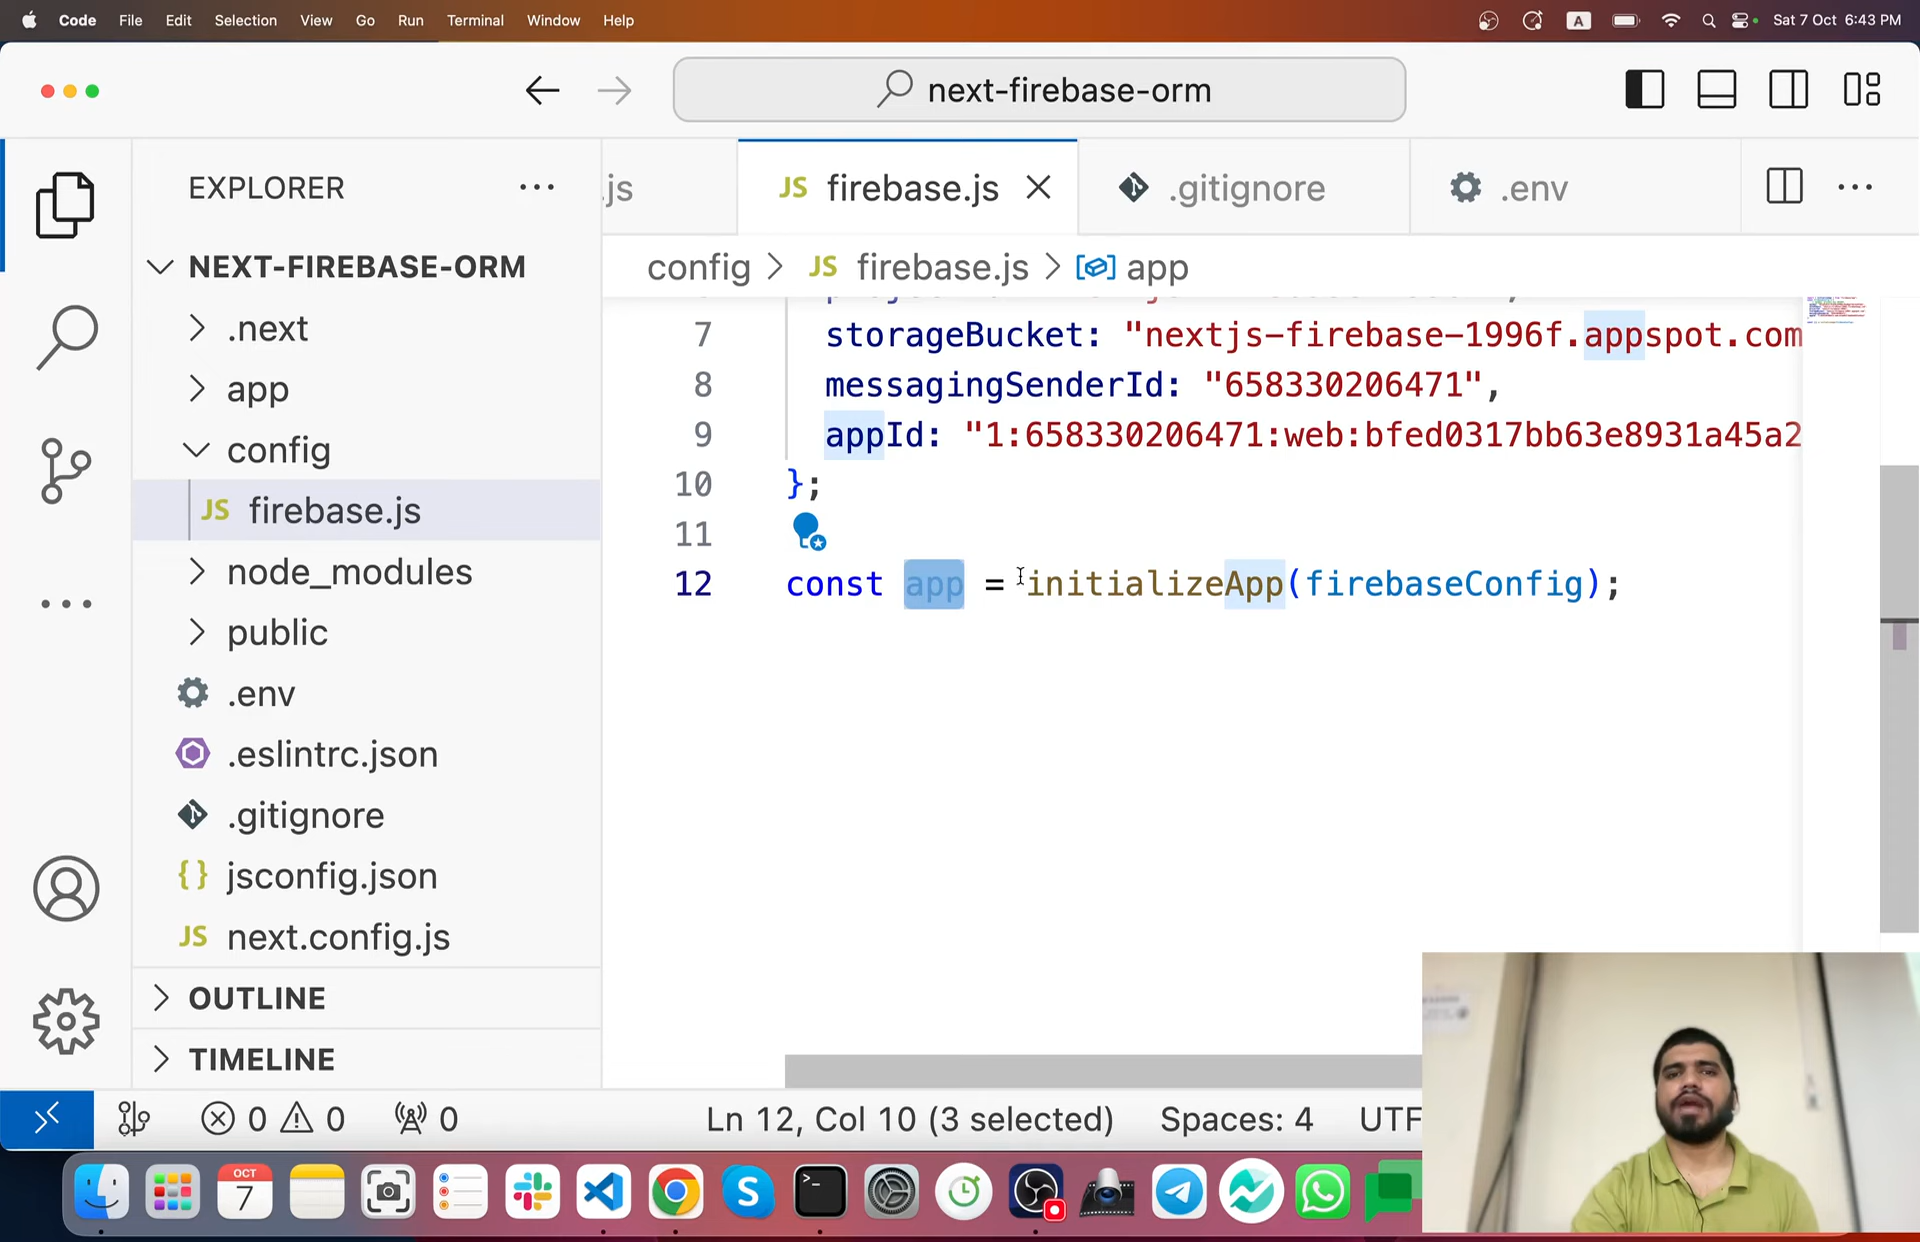 Code File Edit Selection View Go Run Terminal Window Help A Sat 7 Oct 6:43 PM
next-firebase-orm
EXPLORER
.js JS firebase.js .gitignore .env
NEXT-FIREBASE-ORM
config > JS firebase.js > app
.next
app
config
JS firebase.js
node_modules
public
.env
.eslintrc.json
.gitignore
{} jsconfig.json
JS next.config.js
OUTLINE
TIMELINE
7 storageBucket: "nextjs-firebase-1996f.appspot.com
8 messagingSenderId: "658330206471",
9 appId: "1:658330206471:web:bfed0317bb63e8931a45a2
10 };
11
12 const app = initializeApp(firebaseConfig);
0 0 0 Ln 12, Col 10 (3 selected) Spaces: 4 UTF
OCT
7